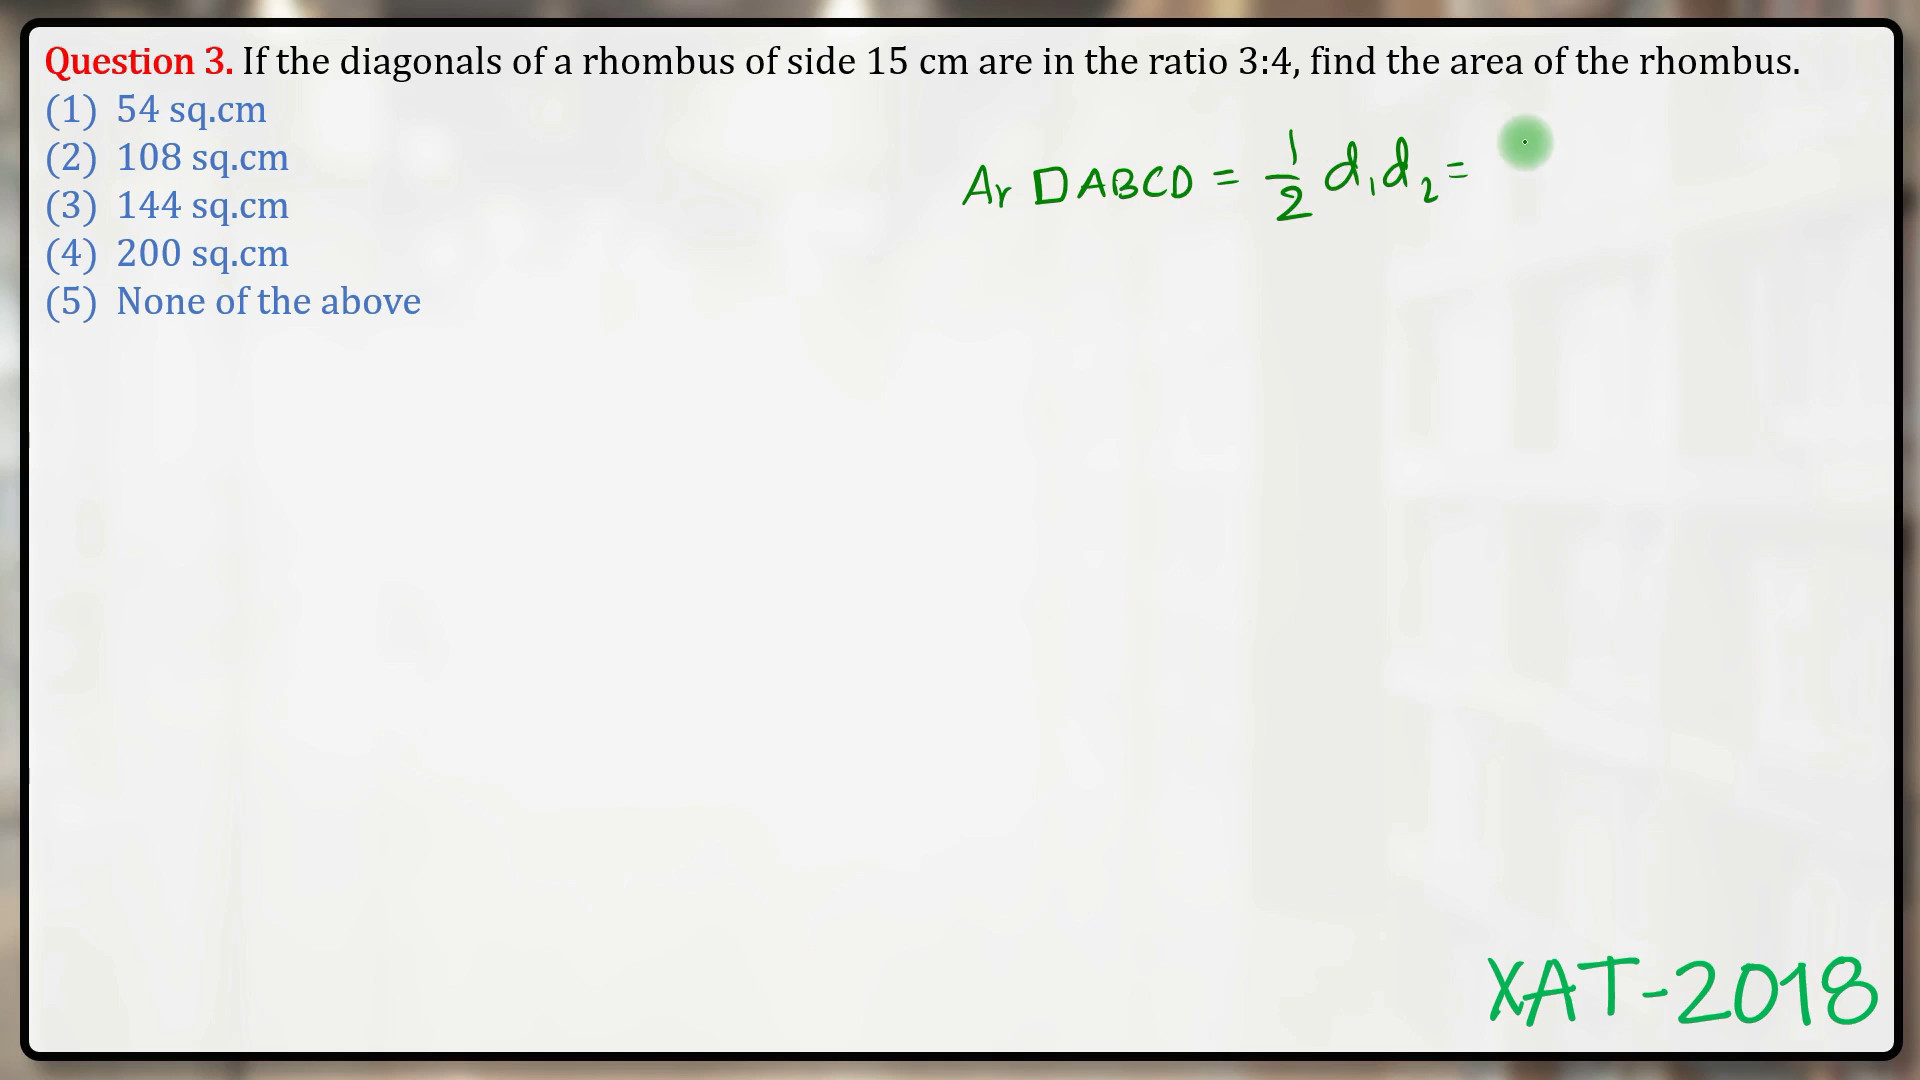 Question 3. If the diagonals of a rhombus of side 15 cm are in the ratio 3:4, find the area of the rhombus.
(1) 54 sq.cm
(2) 108 sq.cm
(3) 144 sq.cm
(4) 200 sq.cm
(5) None of the above
Ar □ ABCD = 1/2 d₁d₂ =
XAT-2018